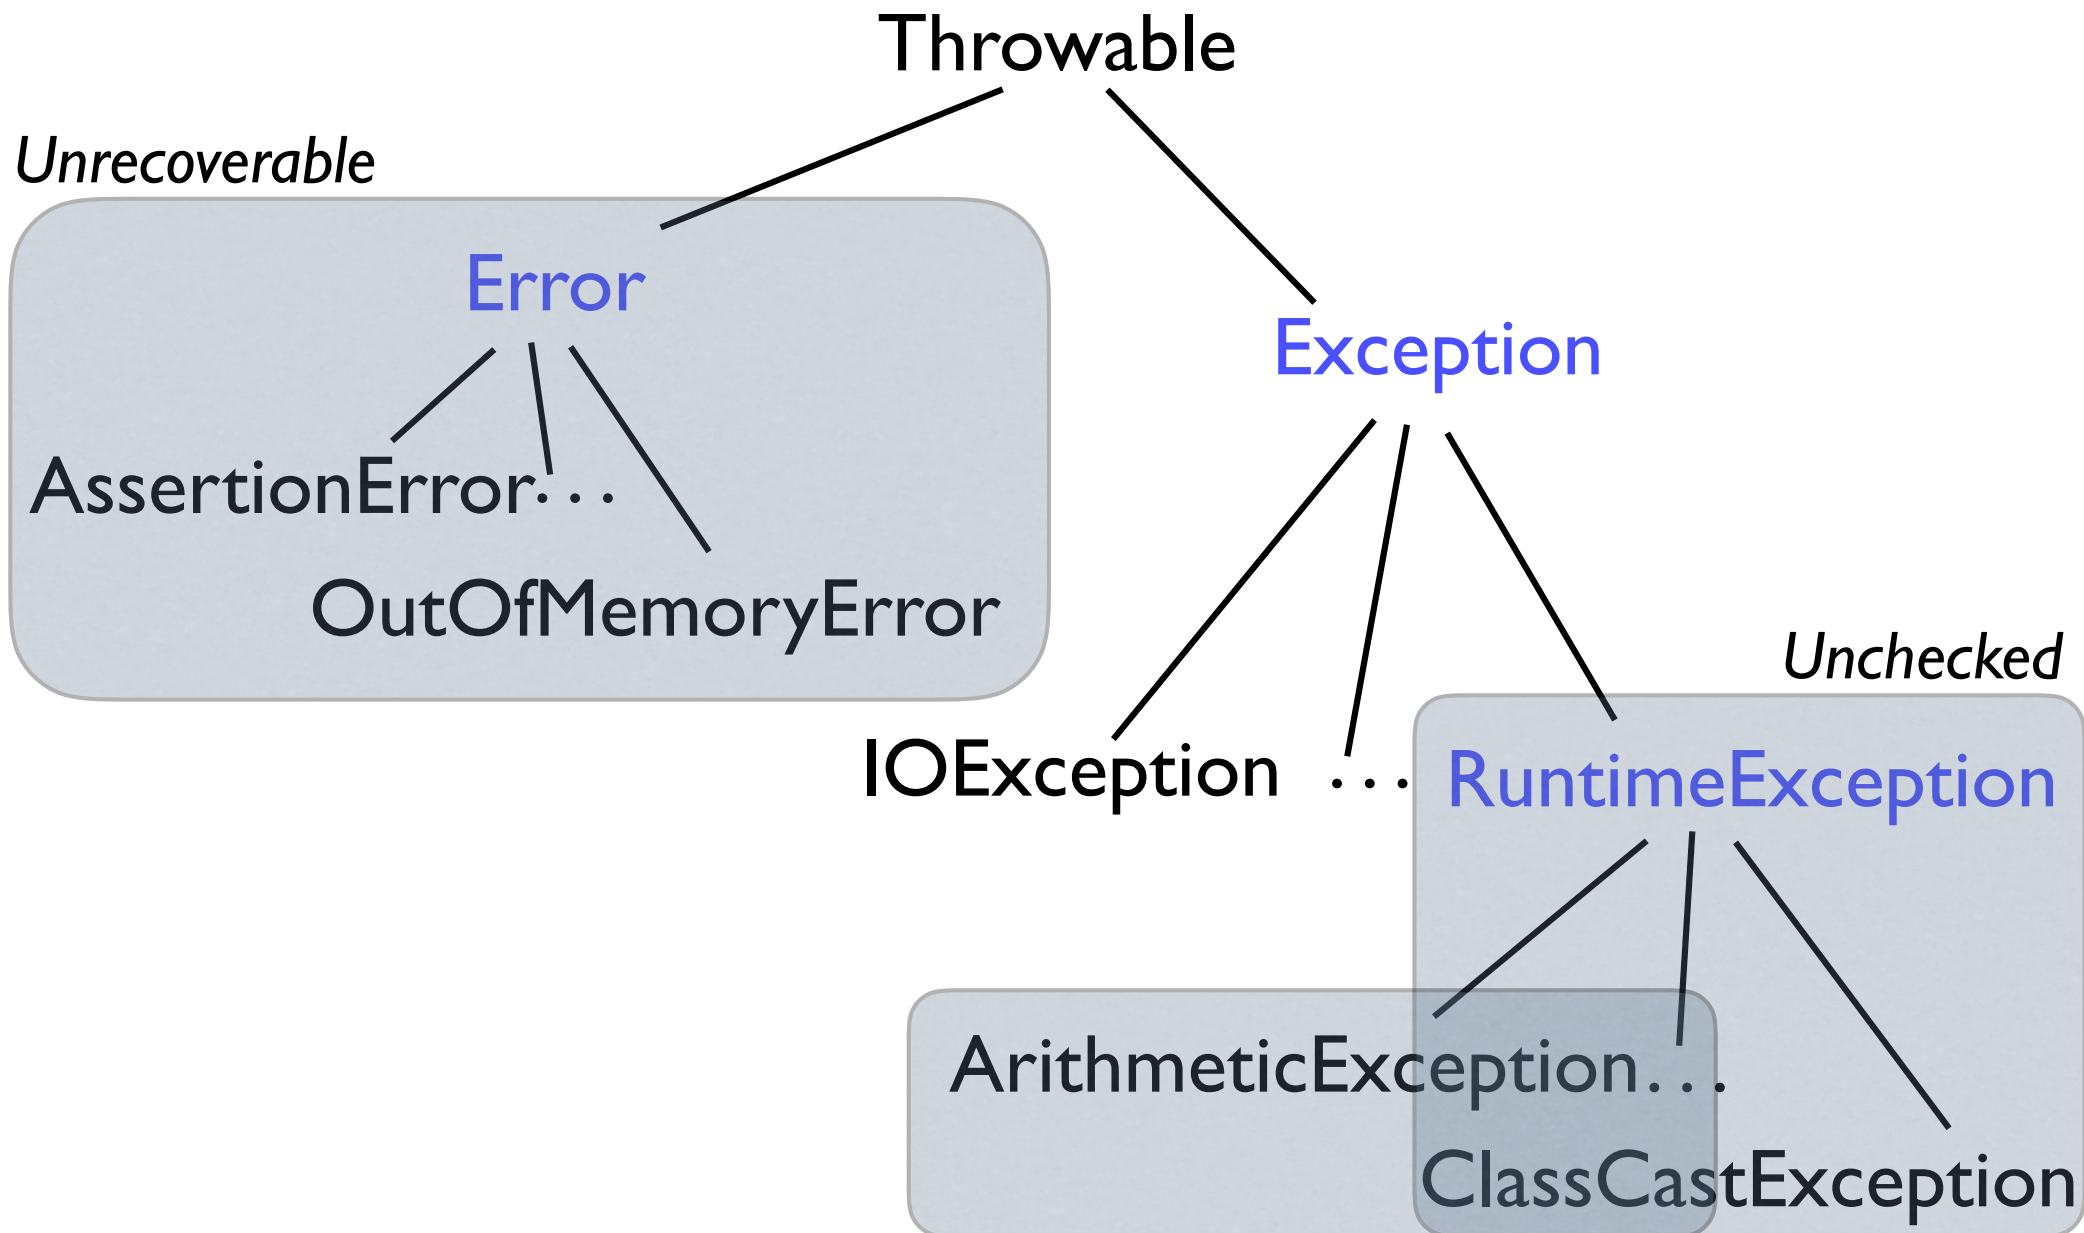 Throwable
Unrecoverable
Error
Exception
AssertionError...
OutOfMemoryError
Unchecked
IOException ... RuntimeException
ArithmeticException...
ClassCastException